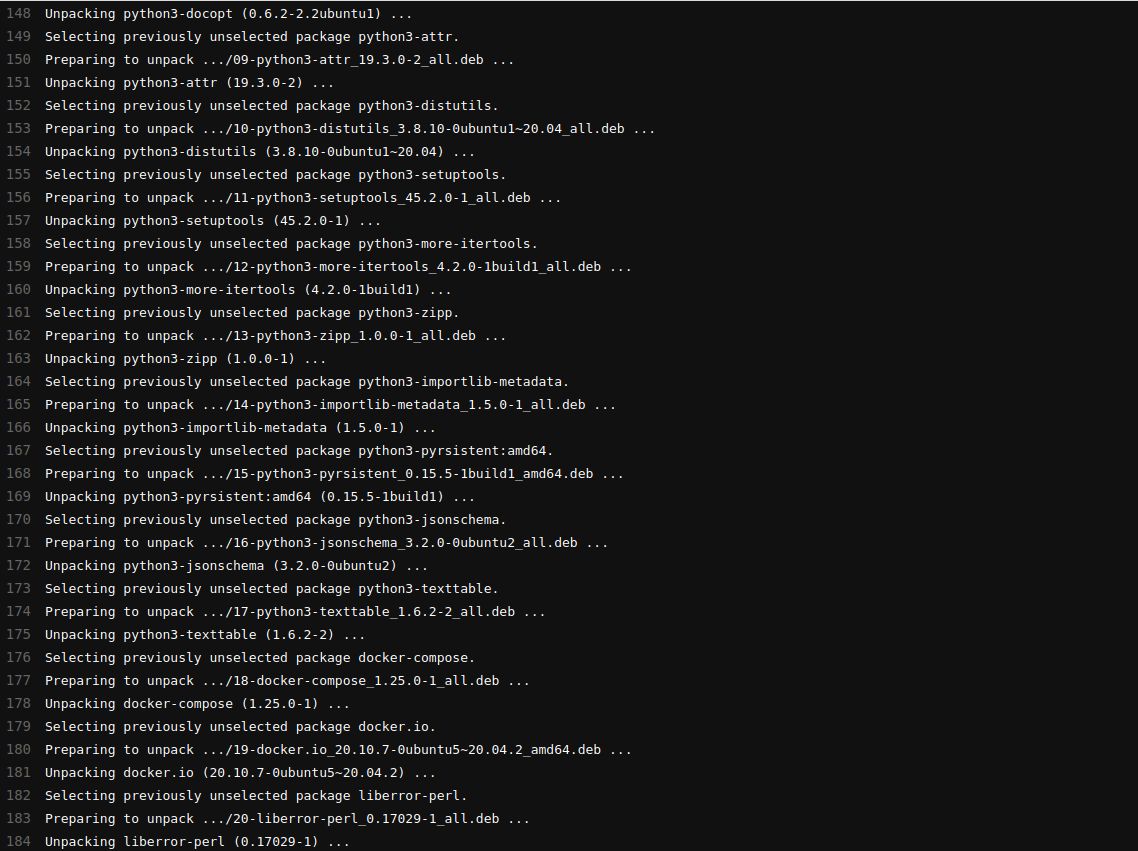 148 Unpacking python3-docopt (0.6.2-2.2ubuntu1) ...
149 Selecting previously unselected package python3-attr.
150 Preparing to unpack .../09-python3-attr_19.3.0-2_all.deb ...
151 Unpacking python3-attr (19.3.0-2) ...
152 Selecting previously unselected package python3-distutils.
153 Preparing to unpack .../10-python3-distutils_3.8.10-0ubuntu1~20.04_all.deb ...
154 Unpacking python3-distutils (3.8.10-0ubuntu1~20.04) ...
155 Selecting previously unselected package python3-setuptools.
156 Preparing to unpack .../11-python3-setuptools_45.2.0-1_all.deb ...
157 Unpacking python3-setuptools (45.2.0-1) ...
158 Selecting previously unselected package python3-more-itertools.
159 Preparing to unpack .../12-python3-more-itertools_4.2.0-1build1_all.deb ...
160 Unpacking python3-more-itertools (4.2.0-1build1) ...
161 Selecting previously unselected package python3-zipp.
162 Preparing to unpack .../13-python3-zipp_1.0.0-1_all.deb ...
163 Unpacking python3-zipp (1.0.0-1) ...
164 Selecting previously unselected package python3-importlib-metadata.
165 Preparing to unpack .../14-python3-importlib-metadata_1.5.0-1_all.deb ...
166 Unpacking python3-importlib-metadata (1.5.0-1) ...
167 Selecting previously unselected package python3-pyrsistent:amd64.
168 Preparing to unpack .../15-python3-pyrsistent_0.15.5-1build1_amd64.deb ...
169 Unpacking python3-pyrsistent:amd64 (0.15.5-1build1) ...
170 Selecting previously unselected package python3-jsonschema.
171 Preparing to unpack .../16-python3-jsonschema_3.2.0-0ubuntu2_all.deb ...
172 Unpacking python3-jsonschema (3.2.0-0ubuntu2) ...
173 Selecting previously unselected package python3-texttable.
174 Preparing to unpack .../17-python3-texttable_1.6.2-2_all.deb ...
175 Unpacking python3-texttable (1.6.2-2) ...
176 Selecting previously unselected package docker-compose.
177 Preparing to unpack .../18-docker-compose_1.25.0-1_all.deb ...
178 Unpacking docker-compose (1.25.0-1) ...
179 Selecting previously unselected package docker.io.
180 Preparing to unpack .../19-docker.io_20.10.7-0ubuntu5~20.04.2_amd64.deb ...
181 Unpacking docker.io (20.10.7-0ubuntu5~20.04.2) ...
182 Selecting previously unselected package liberror-perl.
183 Preparing to unpack .../20-liberror-perl_0.17029-1_all.deb ...
184 Unpacking liberror-perl (0.17029-1) ...